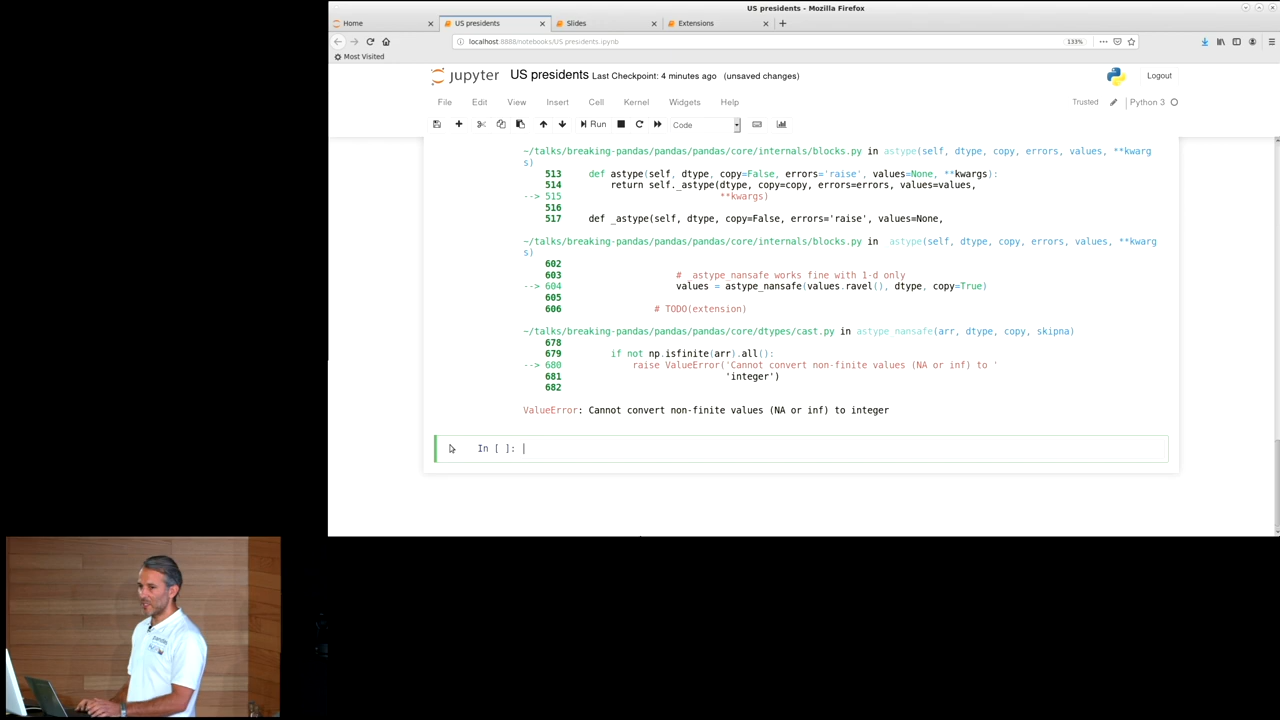 US presidents - Mozilla Firefox
Home
US presidents
Slides
Extensions
localhost:8888/notebooks/US presidents.ipynb
133%
Most Visited
jupyter US presidents Last Checkpoint: 4 minutes ago (unsaved changes)
Logout
File Edit View Insert Cell Kernel Widgets Help
Trusted
Python 3
Run
Code
~/talks/breaking-pandas/pandas/pandas/core/internals/blocks.py in astype(self, dtype, copy, errors, values, **kwarg
s)
513 def astype(self, dtype, copy=False, errors='raise', values=None, **kwargs):
514 return self._astype(dtype, copy=copy, errors=errors, values=values,
--> 515 **kwargs)
516
517 def _astype(self, dtype, copy=False, errors='raise', values=None,
~/talks/breaking-pandas/pandas/pandas/core/internals/blocks.py in _astype(self, dtype, copy, errors, values, **kwarg
s)
602
603 # _astype_nansafe works fine with 1-d only
--> 604 values = astype_nansafe(values.ravel(), dtype, copy=True)
605
606 # TODO(extension)
~/talks/breaking-pandas/pandas/pandas/core/dtypes/cast.py in astype_nansafe(arr, dtype, copy, skipna)
678
679 if not np.isfinite(arr).all():
--> 680 raise ValueError('Cannot convert non-finite values (NA or inf) to '
681 'integer')
682
ValueError: Cannot convert non-finite values (NA or inf) to integer
In [ ]: